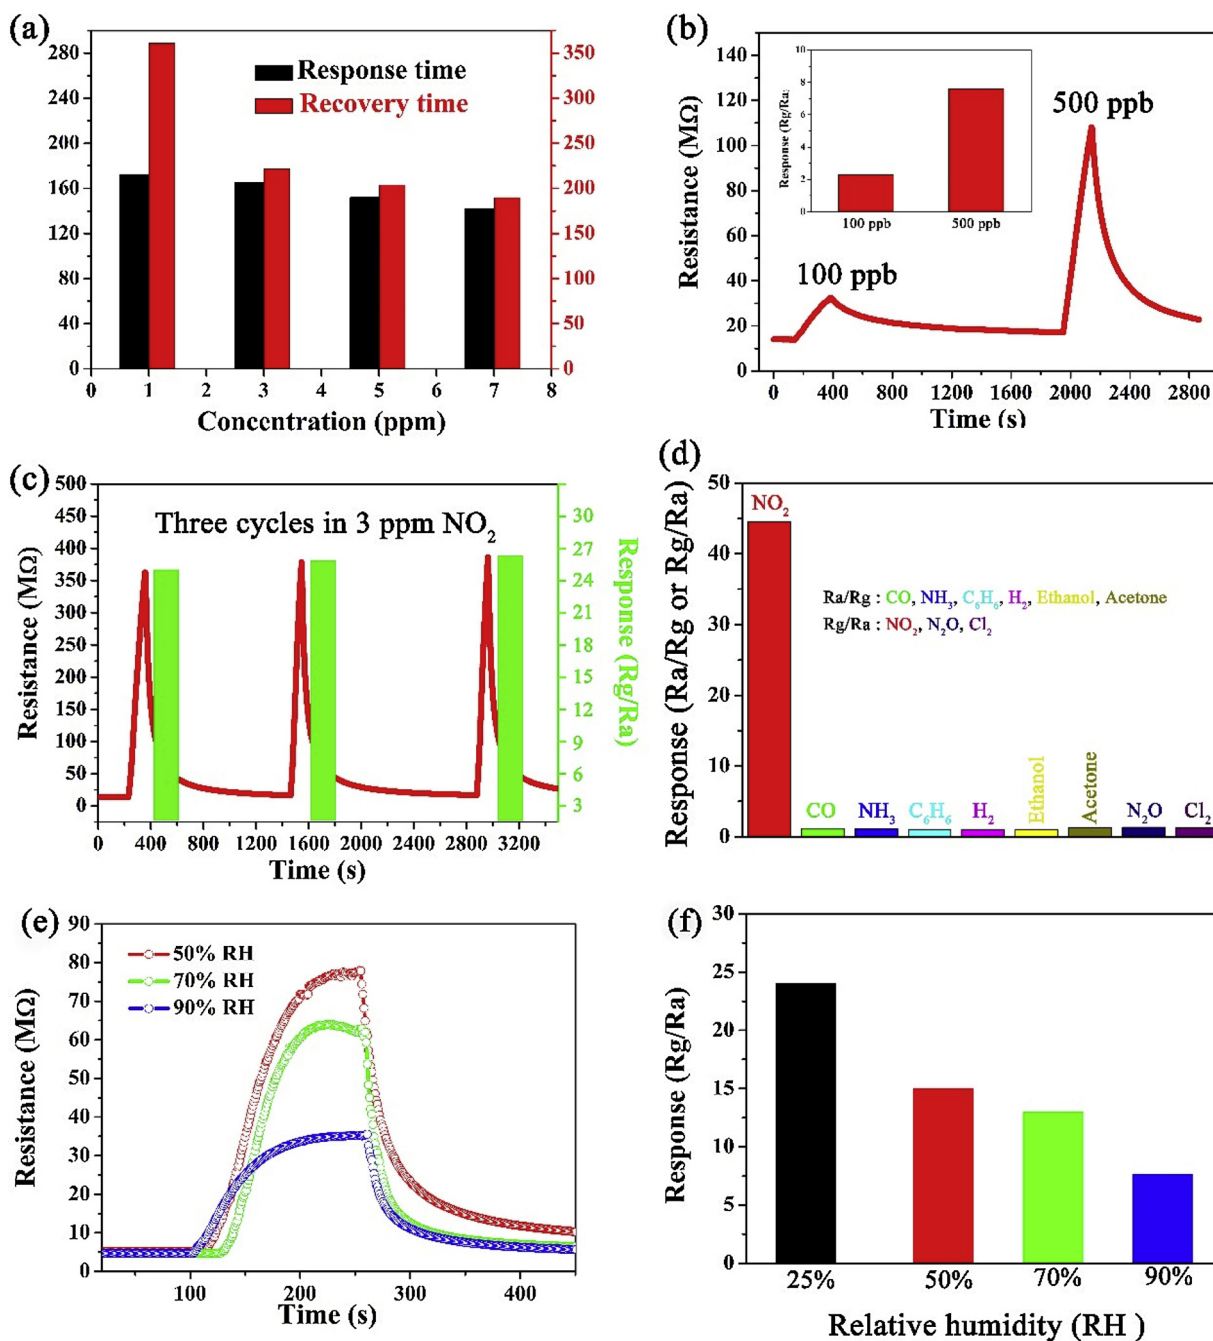 (a)
280
240
200
160
120
80
40
0
350
300
250
200
150
100
50
0
Response time
Recovery time
0 1 2 3 4 5 6 7 8
Concentration (ppm)
(b)
Resistance (MΩ)
140
120
100
80
60
40
20
0
Response (Rg/Ra)
10
8
6
4
2
0
100 ppb 500 ppb
500 ppb
100 ppb
0 400 800 1200 1600 2000 2400 2800
Time (s)
(c)
Resistance (MΩ)
500
450
400
350
300
250
200
150
100
50
0
Three cycles in 3 ppm NO2
30
27
24
21
18
15
12
9
6
3
Response (Rg/Ra)
0 400 800 1200 1600 2000 2400 2800 3200
Time (s)
(d)
Response (Ra/Rg or Rg/Ra)
50
40
30
20
10
0
NO2
Ra/Rg : CO, NH3, C6H6, H2, Ethanol, Acetone
Rg/Ra : NO2, N2O, Cl2
CO NH3 C6H6 H2 Ethanol Acetone N2O Cl2
(e)
Resistance (MΩ)
90
80
70
60
50
40
30
20
10
0
50% RH
70% RH
90% RH
100 200 300 400
Time (s)
(f)
Response (Rg/Ra)
30
25
20
15
10
5
0
25% 50% 70% 90%
Relative humidity (RH )